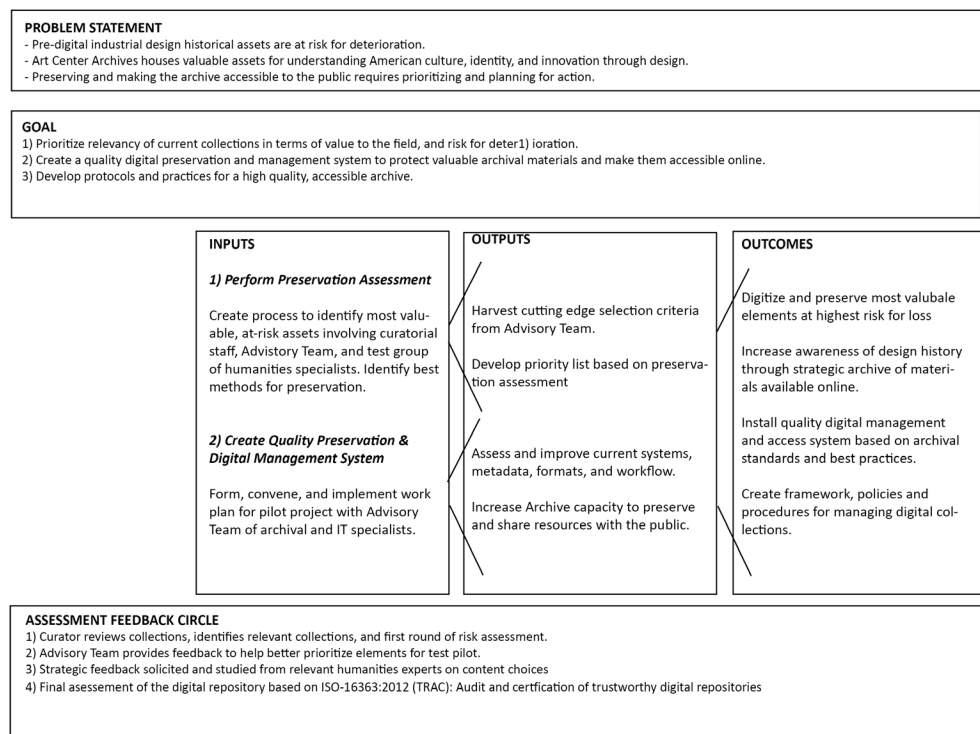 PROBLEM STATEMENT
- Pre-digital industrial design historical assets are at risk for deterioration.
- Art Center Archives houses valuable assets for understanding American culture, identity, and innovation through design.
- Preserving and making the archive accessible to the public requires prioritizing and planning for action.
GOAL
1) Prioritize relevancy of current collections in terms of value to the field, and risk for deter1) ioration.
2) Create a quality digital preservation and management system to protect valuable archival materials and make them accessible online.
3) Develop protocols and practices for a high quality, accessible archive.
INPUTS
1) Perform Preservation Assessment
Create process to identify most valu-
able, at-risk assets involving curatorial
staff, Advistory Team, and test group
of humanities specialists. Identify best
methods for preservation.
2) Create Quality Preservation &
Digital Management System
Form, convene, and implement work
plan for pilot project with Advisory
Team of archival and IT specialists.
OUTPUTS
Harvest cutting edge selection criteria
from Advisory Team.
Develop priority list based on preserva-
tion assessment
Assess and improve current systems,
metadata, formats, and workflow.
Increase Archive capacity to preserve
and share resources with the public.
OUTCOMES
Digitize and preserve most valubale
elements at highest risk for loss
Increase awareness of design history
through strategic archive of materi-
als available online.
Install quality digital management
and access system based on archival
standards and best practices.
Create framework, policies and
procedures for managing digital col-
lections.
ASSESSMENT FEEDBACK CIRCLE
1) Curator reviews collections, identifies relevant collections, and first round of risk assessment.
2) Advisory Team provides feedback to help better prioritize elements for test pilot.
3) Strategic feedback solicited and studied from relevant humanities experts on content choices
4) Final asessement of the digital repository based on ISO-16363:2012 (TRAC): Audit and certfication of trustworthy digital repositories